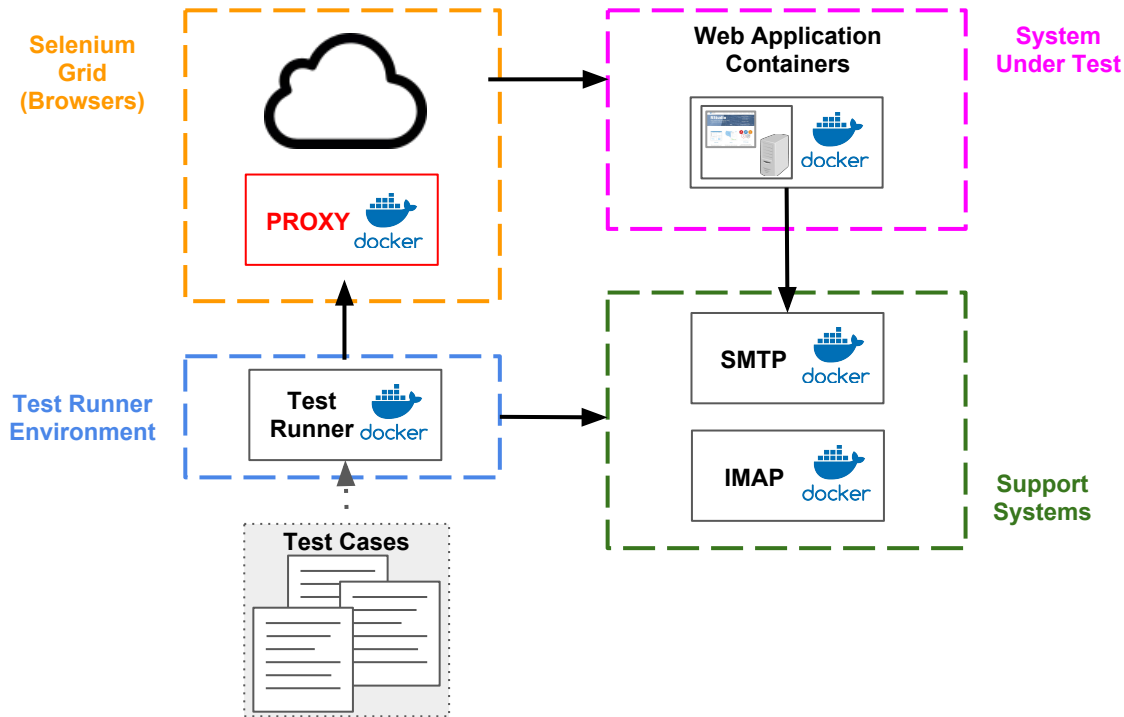 Selenium
Grid
(Browsers)
PROXY
docker
Web Application
Containers
docker
System
Under Test
Test Runner
Environment
Test
Runner
docker
SMTP
docker
IMAP
docker
Support
Systems
Test Cases